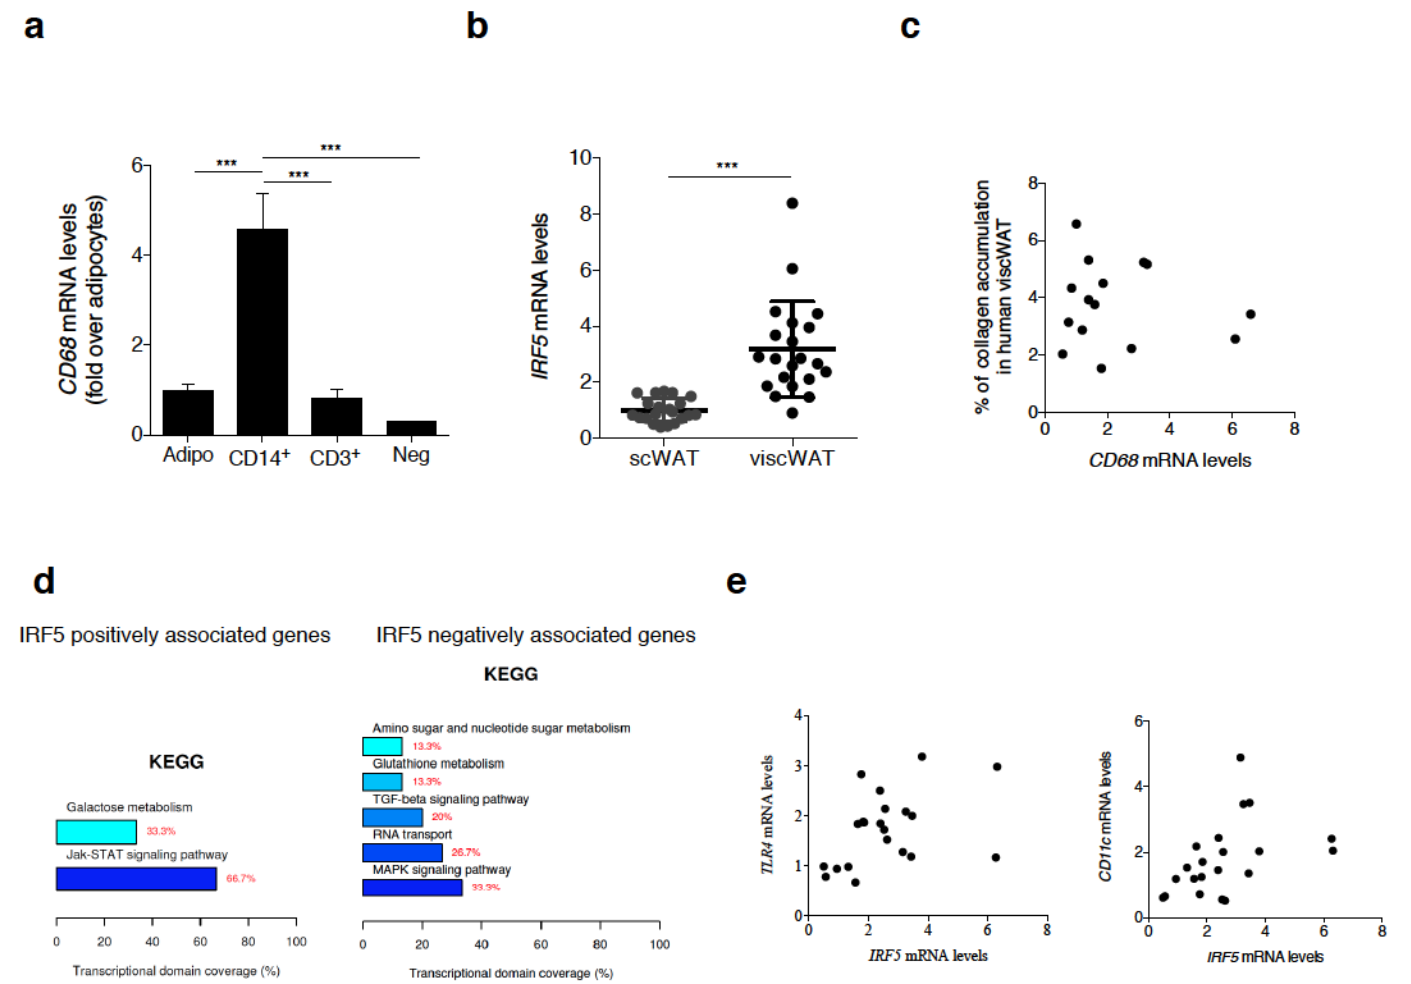 a
b
c
CD68 mRNA levels
(fold over adipocytes)
6
4
2
0
***
***
***
Adipo
CD14+
CD3+
Neg
IRF5 mRNA levels
10
8
6
4
2
0
***
scWAT
viscWAT
% of collagen accumulation
in human viscWAT
8
6
4
2
0
0
2
4
6
8
CD68 mRNA levels
d
e
IRF5 positively associated genes
KEGG
Galactose metabolism
33.3%
Jak-STAT signaling pathway
66.7%
0
20
40
60
80
100
Transcriptional domain coverage (%)
IRF5 negatively associated genes
KEGG
Amino sugar and nucleotide sugar metabolism
13.3%
Glutathione metabolism
13.3%
TGF-beta signaling pathway
20%
RNA transport
26.7%
MAPK signaling pathway
33.3%
0
20
40
60
80
100
Transcriptional domain coverage (%)
TLR4 mRNA levels
4
3
2
1
0
0
2
4
6
8
IRF5 mRNA levels
CD11c mRNA levels
6
4
2
0
0
2
4
6
8
IRF5 mRNA levels